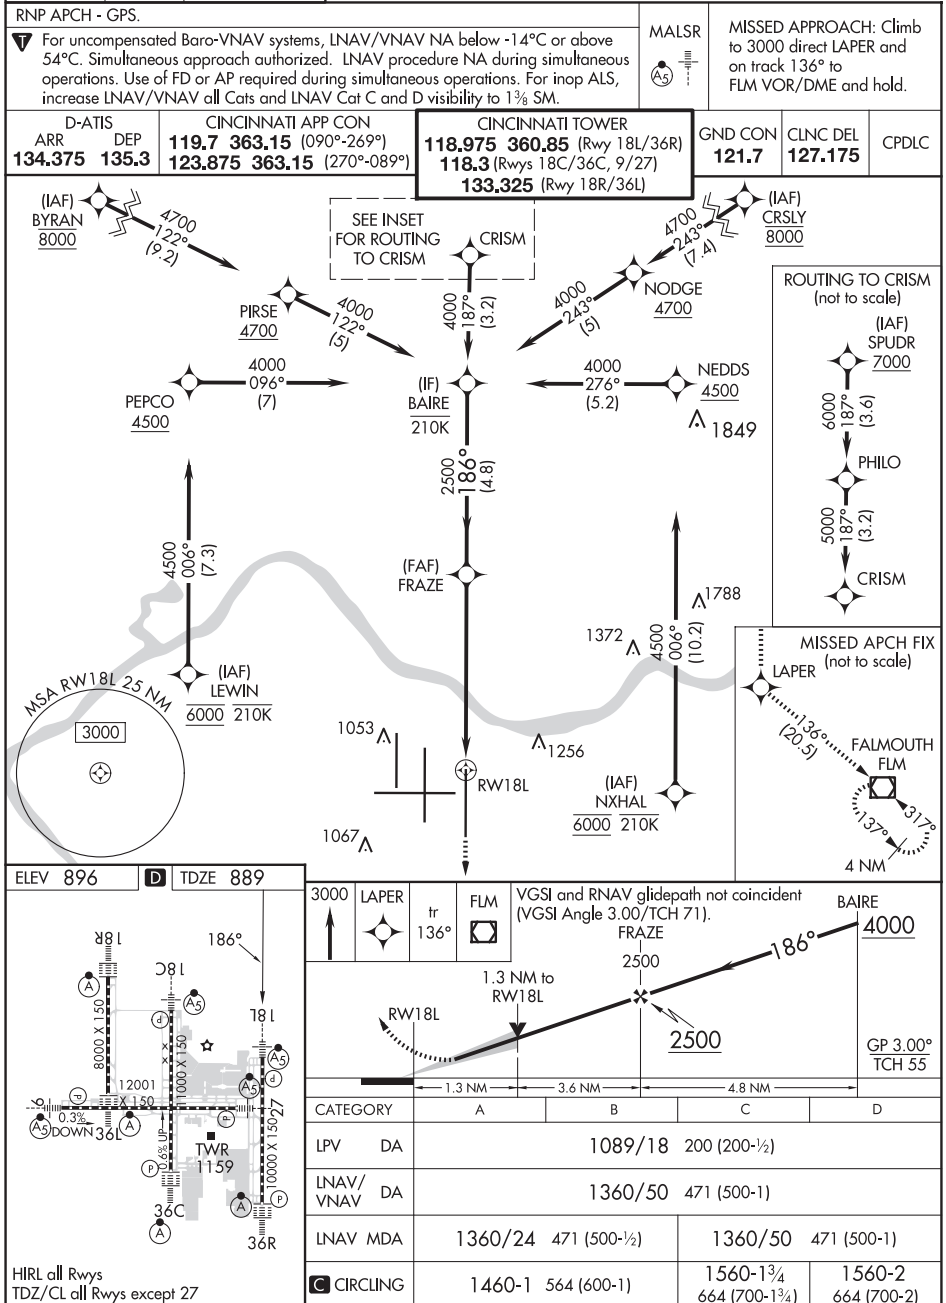 RNP APCH - GPS.
T
For uncompensated Baro-VNAV systems, LNAV/VNAV NA below -14°C or above
54°C. Simultaneous approach authorized. LNAV procedure NA during simultaneous
operations. Use of FD or AP required during simultaneous operations. For inop ALS,
increase LNAV/VNAV all Cats and LNAV Cat C and D visibility to 1⅜ SM.
MALSR
A5
MISSED APPROACH: Climb
to 3000 direct LAPER and
on track 136° to
FLM VOR/DME and hold.
D-ATIS
ARR DEP
134.375 135.3
CINCINNATI APP CON
119.7 363.15 (090°-269°)
123.875 363.15 (270°-089°)
CINCINNATI TOWER
118.975 360.85 (Rwy 18L/36R)
118.3 (Rwys 18C/36C, 9/27)
133.325 (Rwy 18R/36L)
GND CON
121.7
CLNC DEL
127.175
CPDLC
(IAF)
BYRAN
8000
4700
122°
(9.2)
SEE INSET
FOR ROUTING
TO CRISM
CRISM
4700
243°
(7.4)
(IAF)
CRSLY
8000
PIRSE
4700
4000
122°
(5)
4000
187°
(3.2)
4000
243°
(5)
NODGE
4700
ROUTING TO CRISM
(not to scale)
(IAF)
SPUDR
7000
6000
187°
(3.6)
PHILO
5000
187°
(3.2)
CRISM
PEPCO
4500
4000
096°
(7)
(IF)
BAIRE
210K
4000
276°
(5.2)
NEDDS
4500
1849
2500
186°
(4.8)
4500
006°
(7.3)
(FAF)
FRAZE
1788
1372
4500
006°
(10.2)
(IAF)
LEWIN
6000 210K
MSA RW18L 25 NM
3000
1053
1256
RW18L
1067
(IAF)
NXHAL
6000 210K
MISSED APCH FIX
(not to scale)
LAPER
136°
(20.5)
FALMOUTH
FLM
317°
137°
4 NM
ELEV 896
D
TDZE 889
186°
18R
18C
18L
A
A5
P
A5
8000 X 150
11000 X 150
A5
P
12001
X 150
P
9
27
A5
0.3%
DOWN
36L
A
P
0.6% UP
TWR
1159
10000 X 150
P
A
P
36C
A
36R
HIRL all Rwys
TDZ/CL all Rwys except 27
3000
LAPER
tr
136°
FLM
VGSI and RNAV glidepath not coincident
(VGSI Angle 3.00/TCH 71).
FRAZE
2500
BAIRE
4000
186°
1.3 NM to
RW18L
RW18L
2500
GP 3.00°
TCH 55
1.3 NM 3.6 NM 4.8 NM
CATEGORY A B C D
LPV DA 1089/18 200 (200-½)
LNAV/
VNAV DA 1360/50 471 (500-1)
LNAV MDA 1360/24 471 (500-½) 1360/50 471 (500-1)
C CIRCLING 1460-1 564 (600-1)
1560-1¾
664 (700-1¾)
1560-2
664 (700-2)